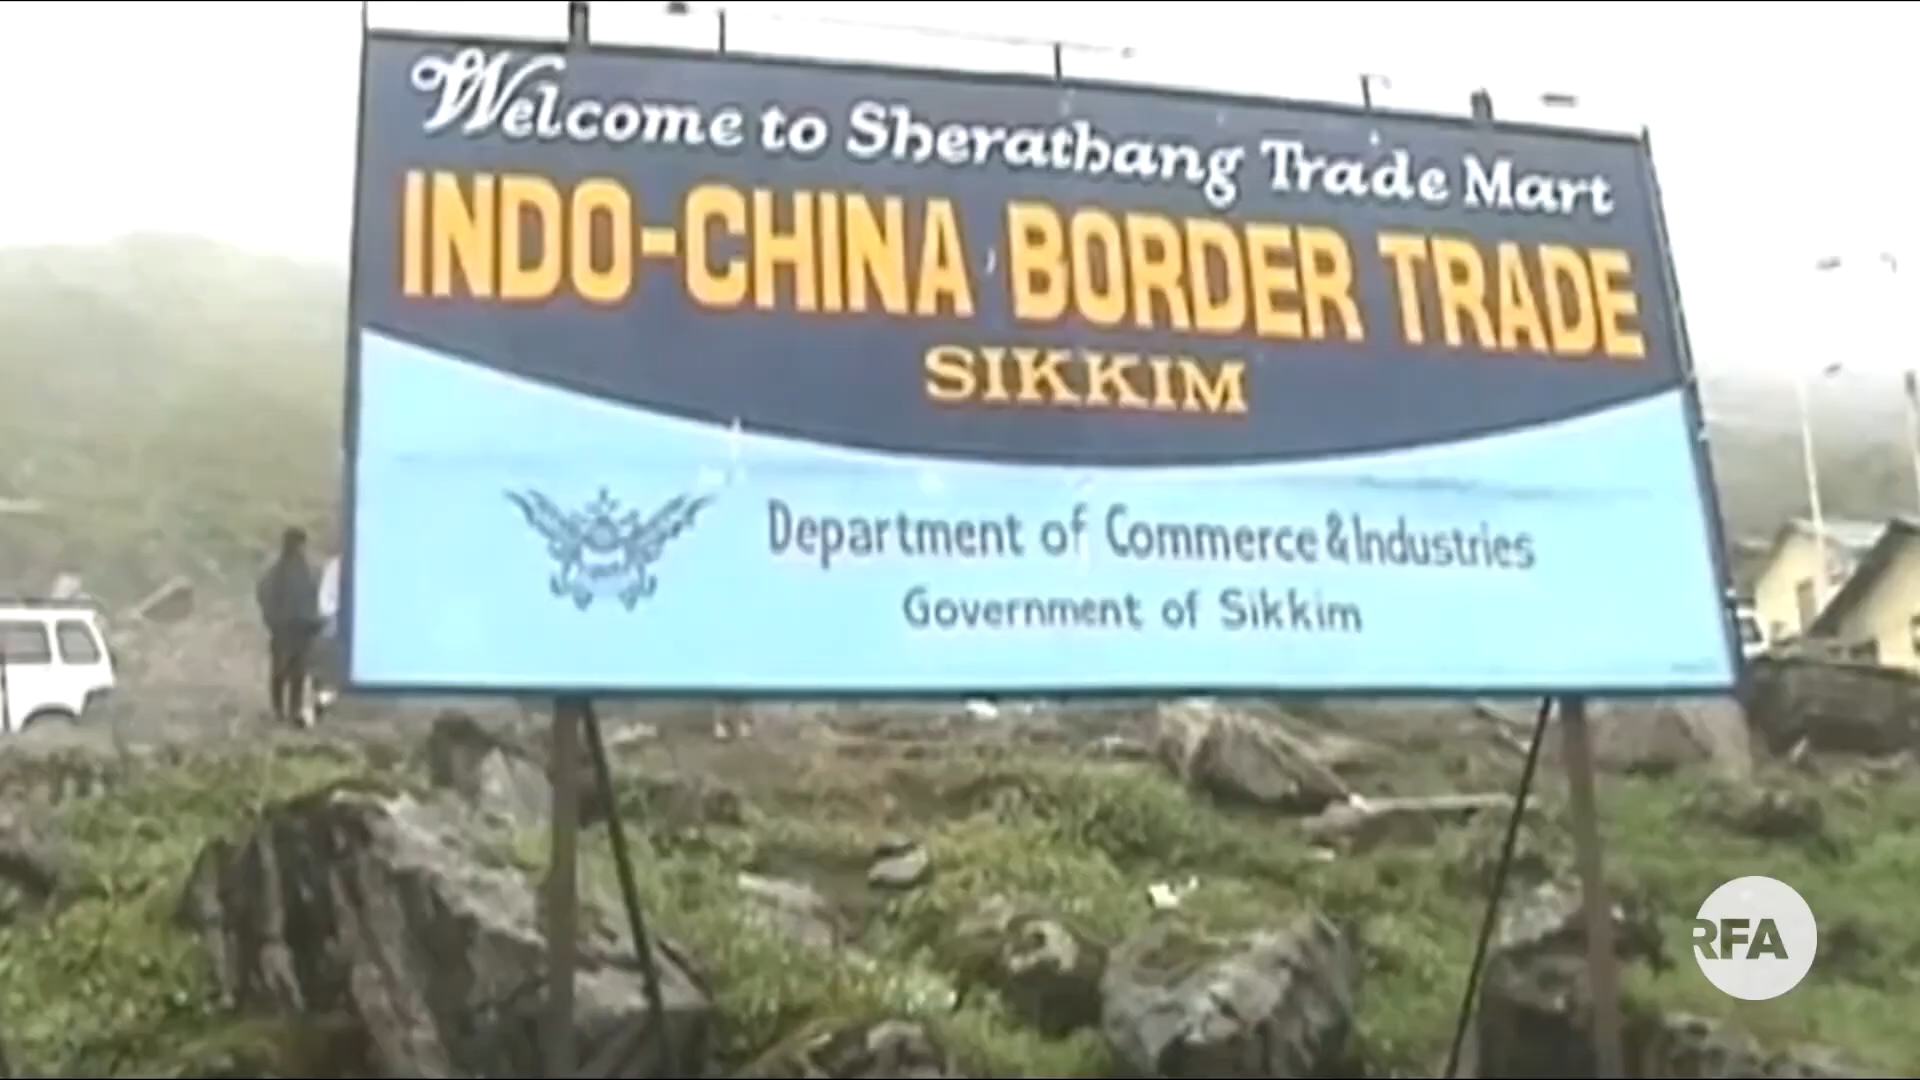 Welcome to Sherathang Trade Mart
INDO-CHINA BORDER TRADE
SIKKIM
Department of Commerce & Industries
Government of Sikkim
RFA